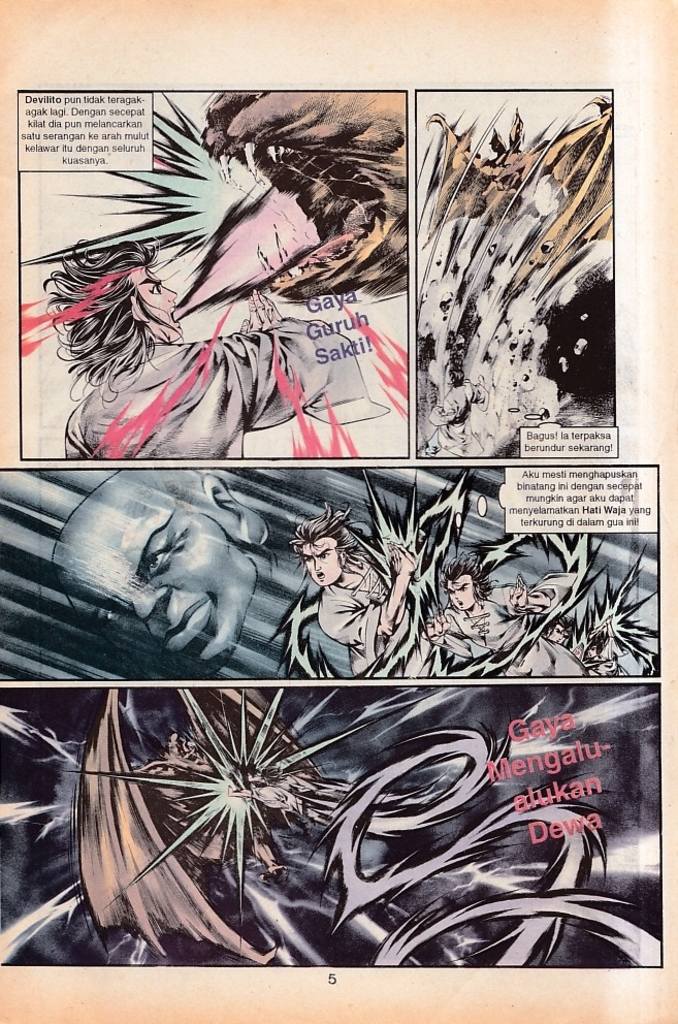 Devilito pun tidak teragak-
agak lagi. Dengan secepat
kilat dia pun melancarkan
satu serangan ke arah mulut
kelawar itu dengan seluruh
kuasanya.
Gaya
Guruh
Sakti!
Bagus! Ia terpaksa
berundur sekarang!
Aku mesti menghapuskan
binatang ini dengan secepat
mungkin agar aku dapat
menyelamatkan Hati Waja yang
terkurung di dalam gua ini!
Gaya
Mengalu-
alukan
Dewa
5